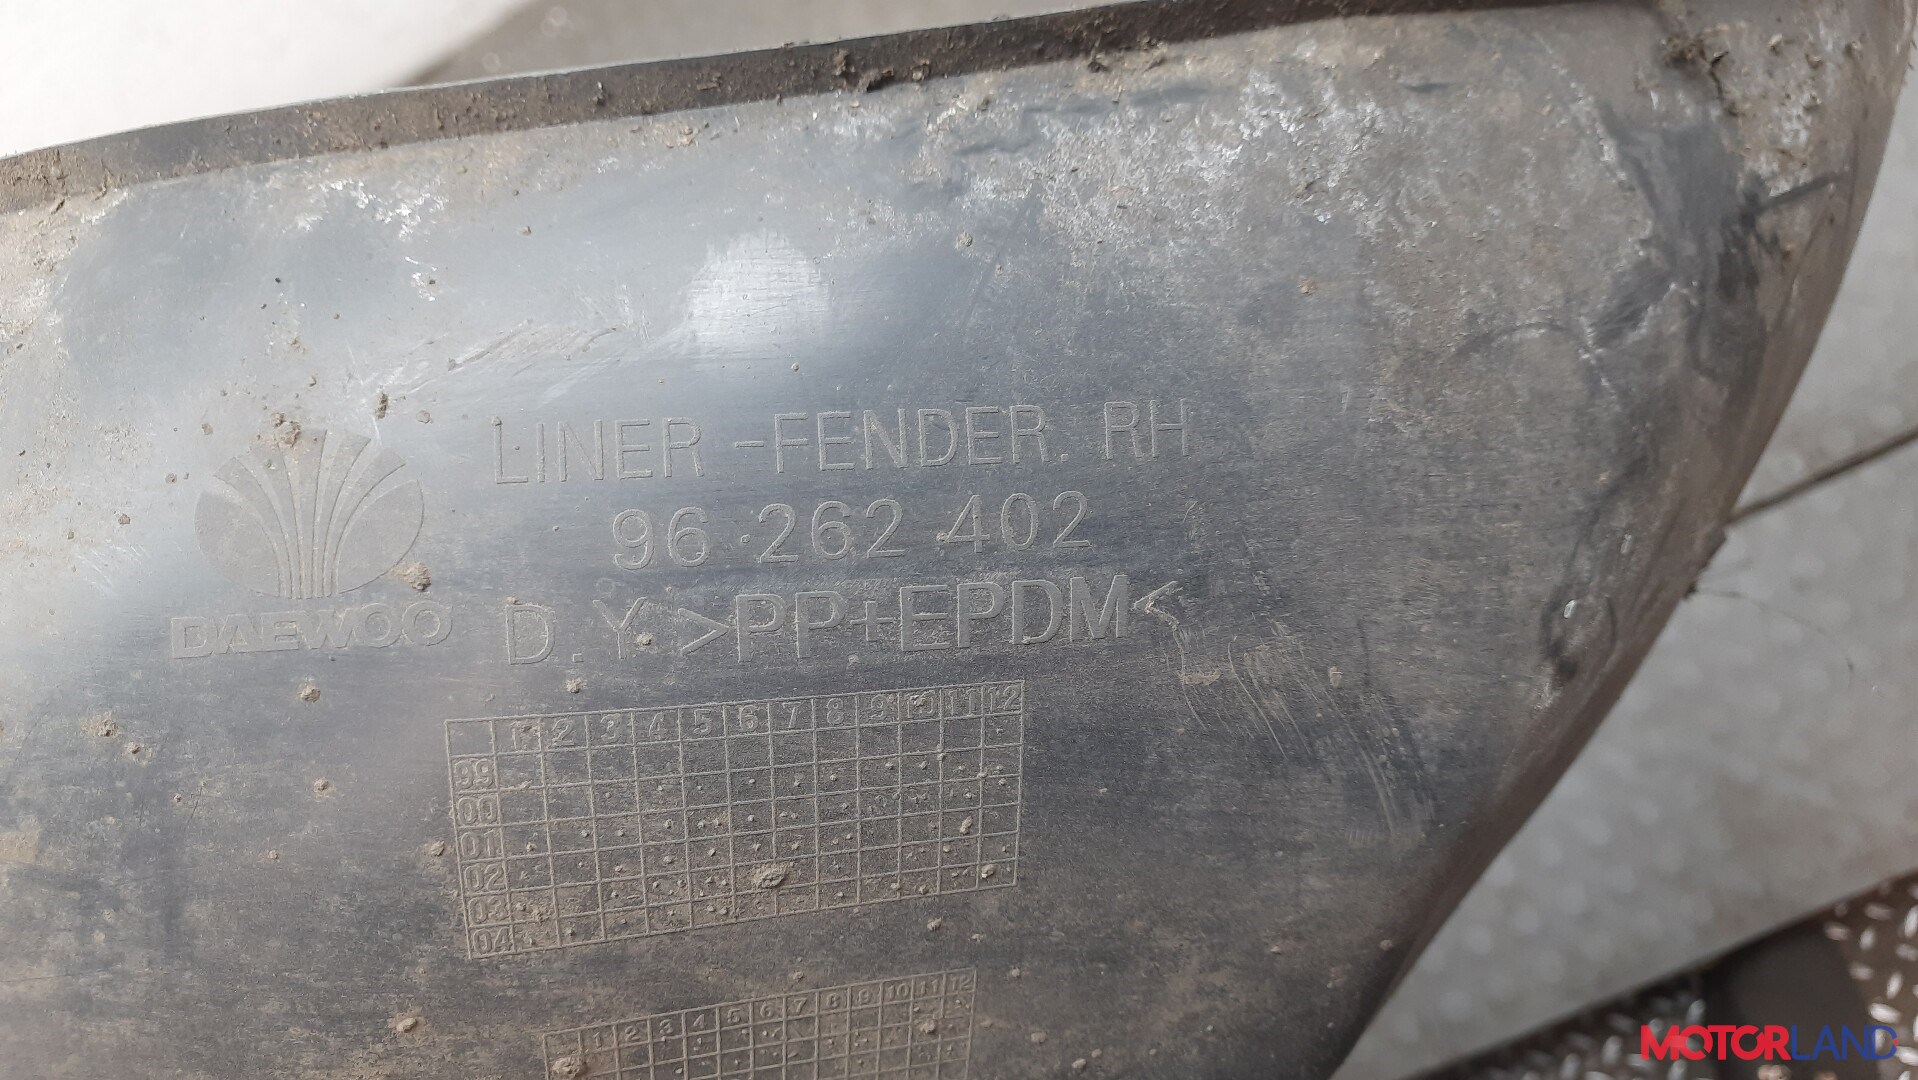 LINER -FENDER. RH
96 262 402
DAEWOO
D.Y. >PP+EPDM<
1 2 3 4 5 6 7 8 9 10 11 12
99
00
01
02
03
04
1 2 3 4 5 6 7 8 9 10 11 12
MOTORLAND